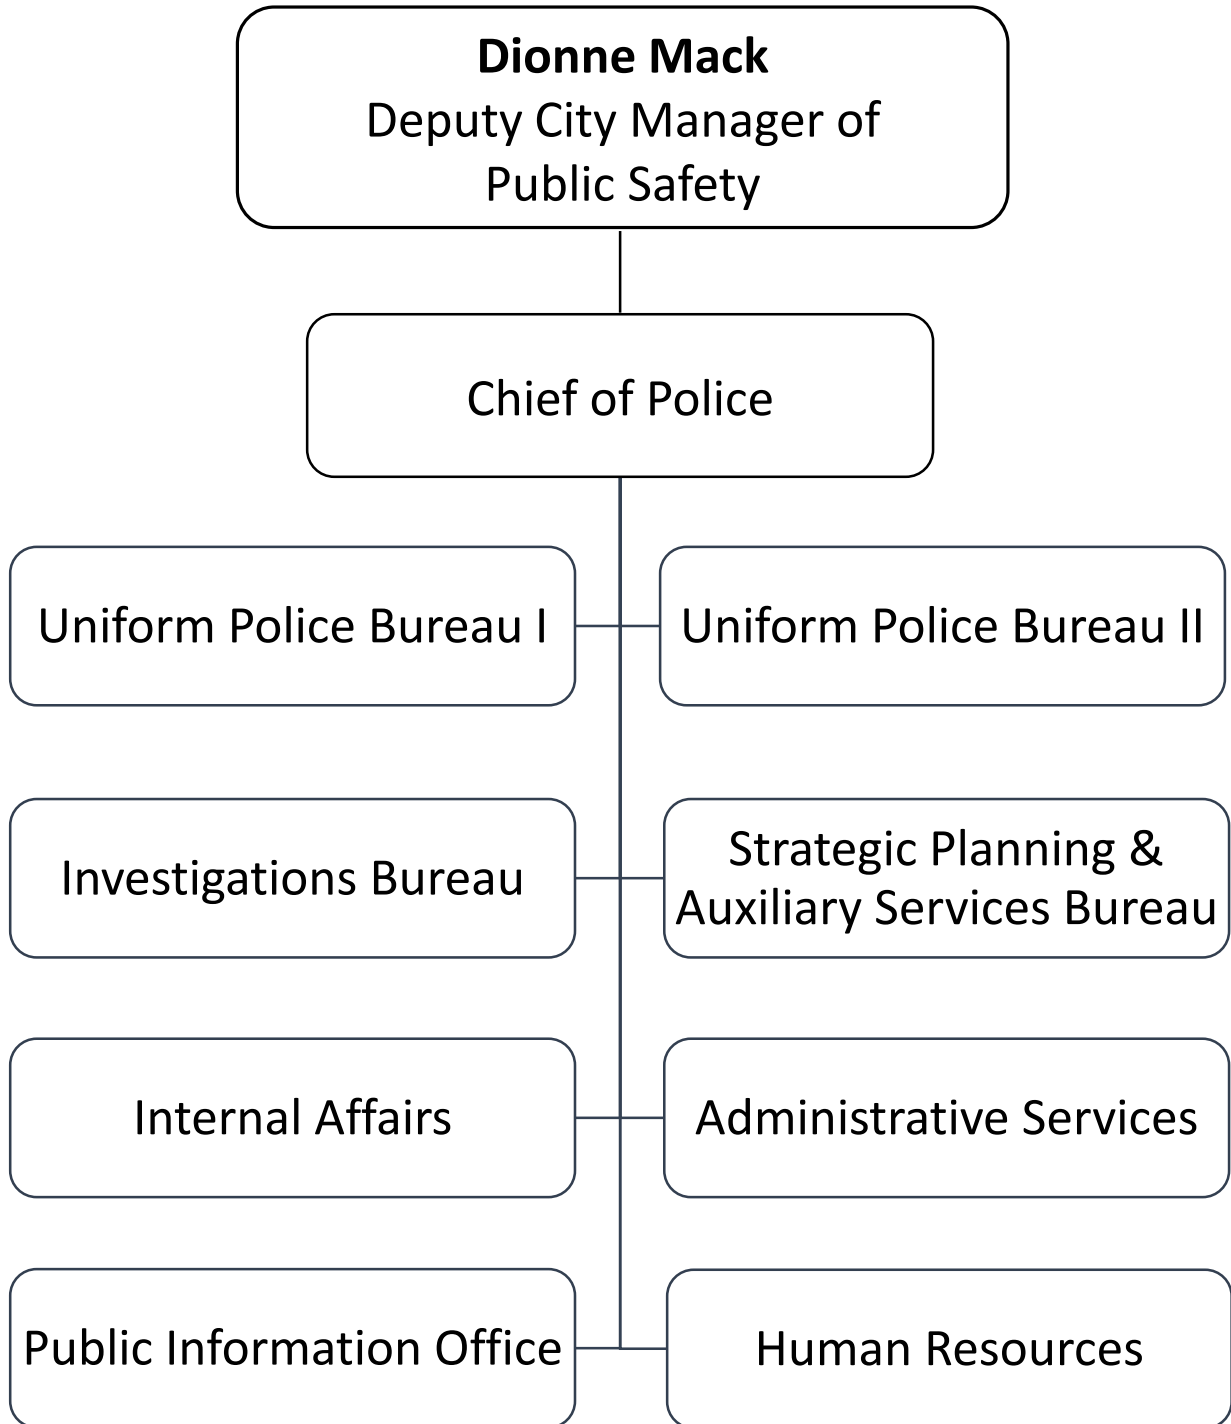 Dionne Mack
Deputy City Manager of
Public Safety
Chief of Police
Uniform Police Bureau I
Uniform Police Bureau II
Investigations Bureau
Strategic Planning &
Auxiliary Services Bureau
Internal Affairs
Administrative Services
Public Information Office
Human Resources